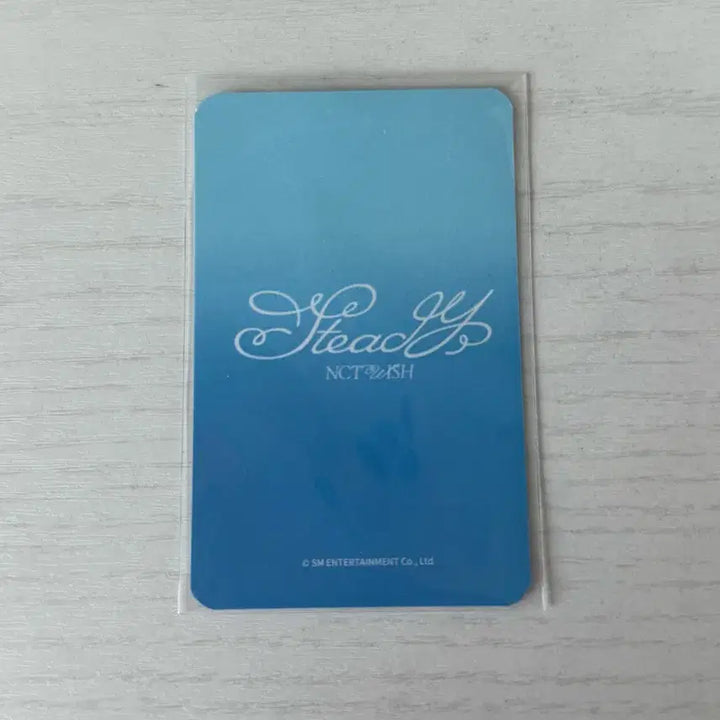 Steady
NCT WISH
© SM ENTERTAINMENT Co., Ltd